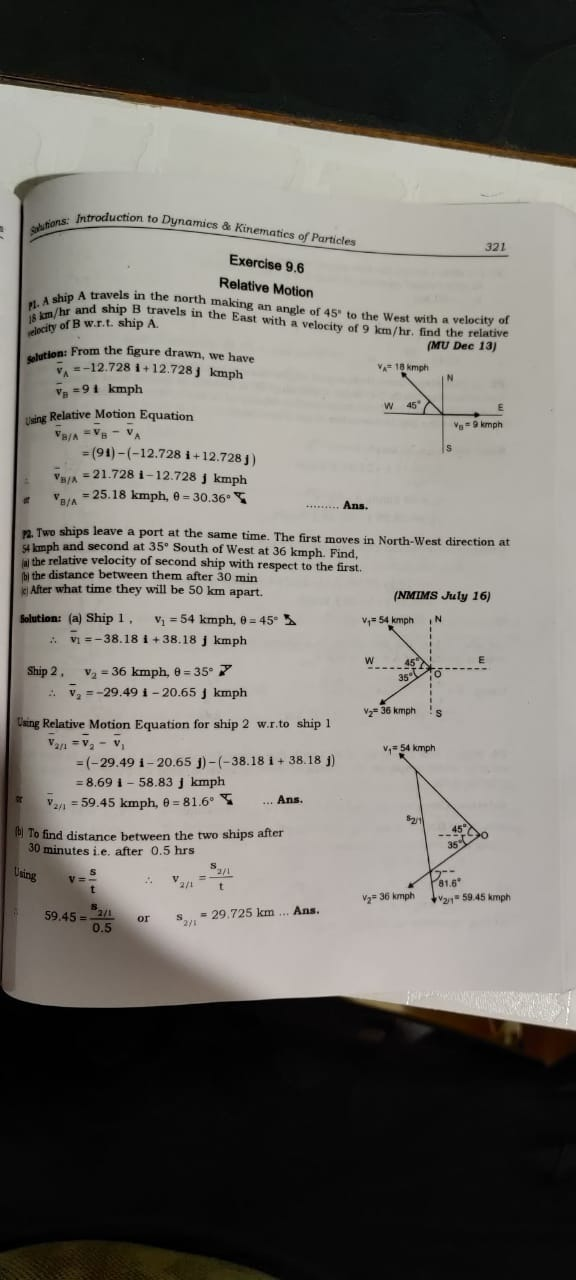 Solutions: Introduction to Dynamics & Kinematics of Particles
321
Exercise 9.6
Relative Motion
P1. A ship A travels in the north making an angle of 45° to the West with a velocity of
18 km/hr and ship B travels in the East with a velocity of 9 km/hr. find the relative
velocity of B w.r.t. ship A.
(MU Dec 13)
Solution: From the figure drawn, we have
v̄A = -12.728 i + 12.728 j kmph
v̄B = 9 i kmph
Using Relative Motion Equation
v̄B/A = v̄B - v̄A
= (9i) - (-12.728 i + 12.728 j)
∴ v̄B/A = 21.728 i - 12.728 j kmph
or vB/A = 25.18 kmph, θ = 30.36°
......... Ans.
vA= 18 kmph
N
W 45° E
vB = 9 kmph
S
P2. Two ships leave a port at the same time. The first moves in North-West direction at
54 kmph and second at 35° South of West at 36 kmph. Find,
(a) the relative velocity of second ship with respect to the first.
(b) the distance between them after 30 min
(c) After what time they will be 50 km apart.
(NMIMS July 16)
Solution: (a) Ship 1 , v1 = 54 kmph, θ = 45°
∴ v̄1 = -38.18 i + 38.18 j kmph
Ship 2 , v2 = 36 kmph, θ = 35°
∴ v̄2 = -29.49 i - 20.65 j kmph
v1= 54 kmph N
W 45° E
35° O
v2= 36 kmph S
Using Relative Motion Equation for ship 2 w.r.to ship 1
v̄2/1 = v̄2 - v̄1
= (-29.49 i - 20.65 j) - (-38.18 i + 38.18 j)
= 8.69 i - 58.83 j kmph
or v̄2/1 = 59.45 kmph, θ = 81.6° ... Ans.
(b) To find distance between the two ships after
30 minutes i.e. after 0.5 hrs
Using v = s/t ∴ v2/1 = s2/1/t
∴ 59.45 = s2/1/0.5 or s2/1 = 29.725 km ... Ans.
v1= 54 kmph
s2/1
45° O
35°
81.6°
v2= 36 kmph v2/1= 59.45 kmph